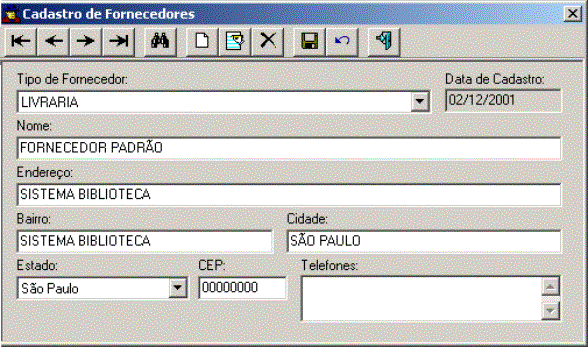 Cadastro de Fornecedores
Tipo de Fornecedor: Data de Cadastro:
LIVRARIA 02/12/2001
Nome:
FORNECEDOR PADRÃO
Endereço:
SISTEMA BIBLIOTECA
Bairro: Cidade:
SISTEMA BIBLIOTECA SÃO PAULO
Estado: CEP: Telefones:
São Paulo 00000000